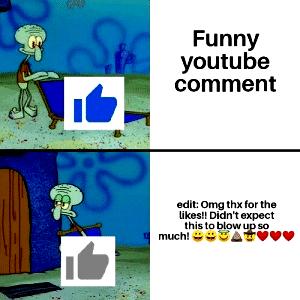 Funny
youtube
comment
edit: Omg thx for the
likes!! Didn't expect
this to blow up so
much! 😀😀😇💩🤠❤❤❤